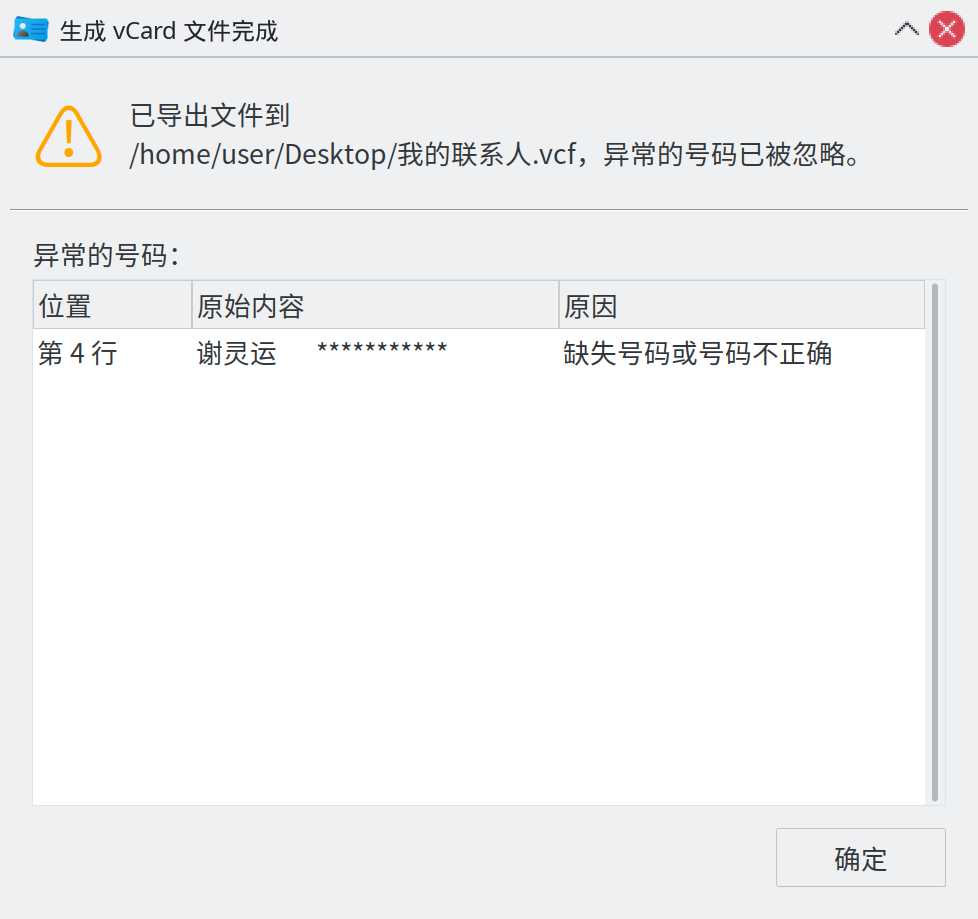 生成 vCard 文件完成
已导出文件到
/home/user/Desktop/我的联系人.vcf，异常的号码已被忽略。
异常的号码：
位置 原始内容 原因
第 4 行 谢灵运 *********** 缺失号码或号码不正确
确定